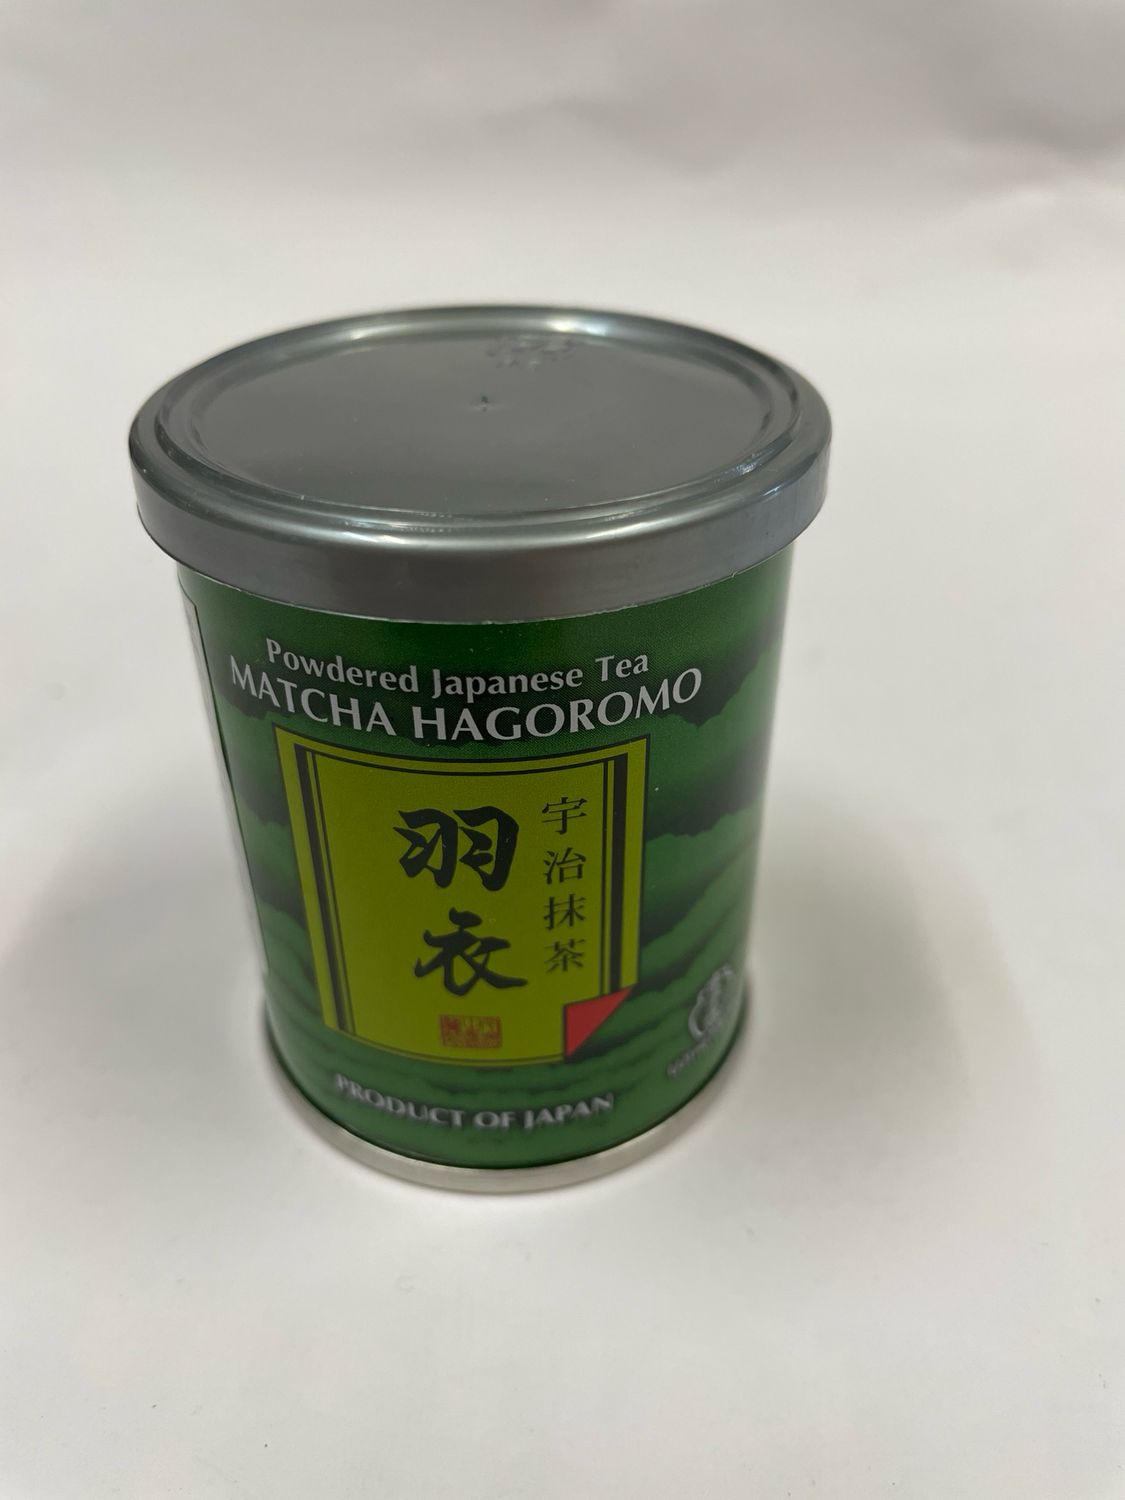 Powdered Japanese Tea
MATCHA HAGOROMO
宇治抹茶
羽衣
PRODUCT OF JAPAN